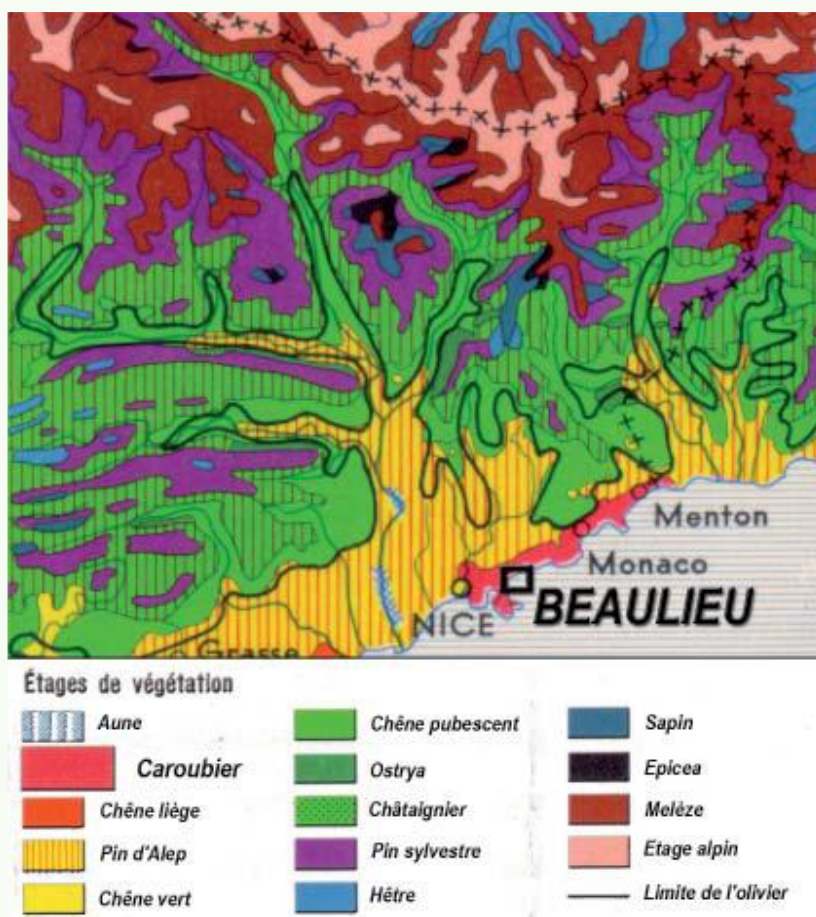 Menton
Monaco
BEAULIEU
NICE
Grasse
Étages de végétation
Aune
Caroubier
Chêne liège
Pin d'Alep
Chêne vert
Chêne pubescent
Ostrya
Châtaignier
Pin sylvestre
Hêtre
Sapin
Epicea
Melèze
Etage alpin
Limite de l'olivier